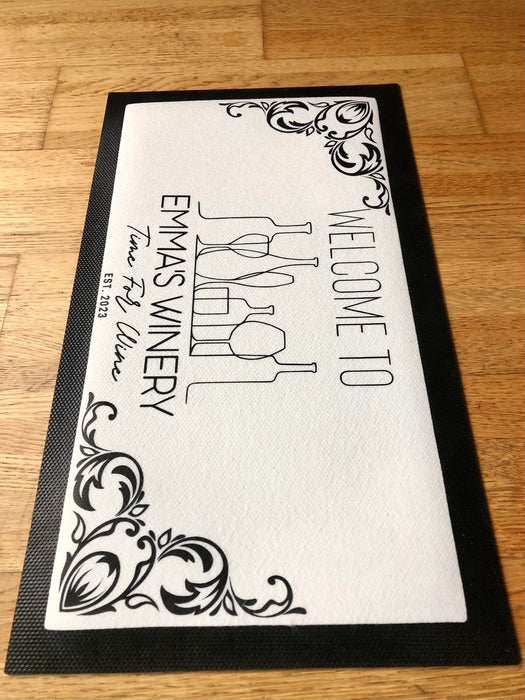 WELCOME TO
EMMA'S WINERY
Time For Wine
EST. 2023